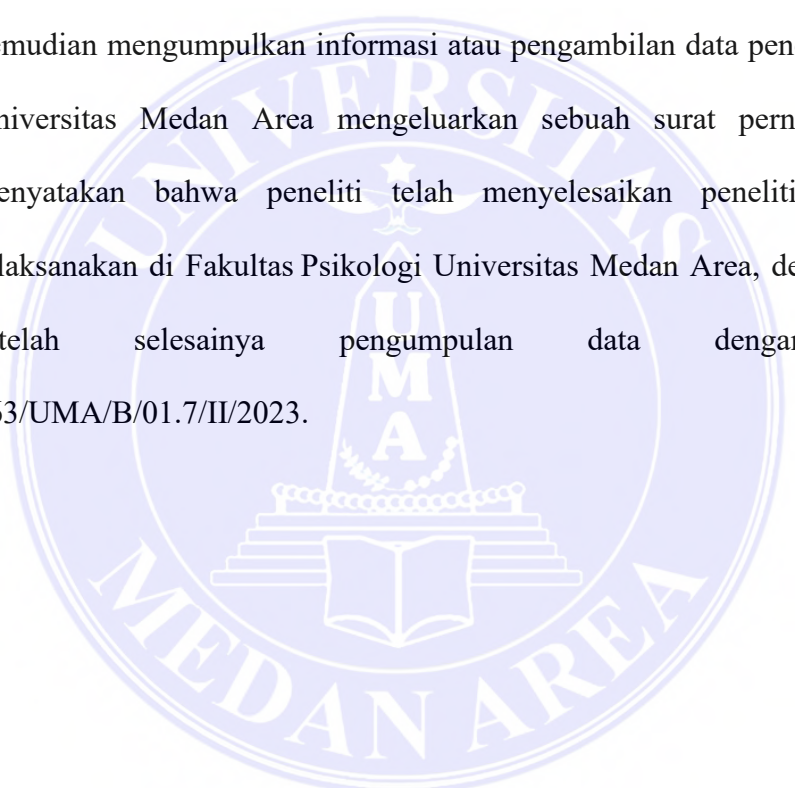 emudian mengumpulkan informasi atau pengambilan data pen
niversitas Medan Area mengeluarkan sebuah surat pern
enyatakan bahwa peneliti telah menyelesaikan peneliti
laksanakan di Fakultas Psikologi Universitas Medan Area, de
telah selesainya pengumpulan data dengan
63/UMA/B/01.7/II/2023.
UNIVERSITAS
UMA
MEDAN AREA